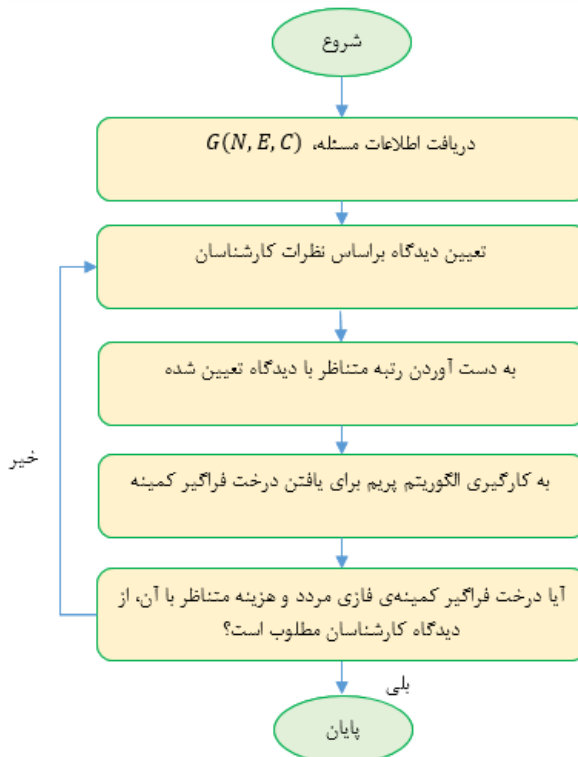 شروع
دریافت اطلاعات مسئله، G(N, E, C)
تعیین دیدگاه براساس نظرات کارشناسان
به دست آوردن رتبه متناظر با دیدگاه تعیین شده
خیر
به کارگیری الگوریتم پریم برای یافتن درخت فراگیر کمینه
آیا درخت فراگیر کمینه‌ی فازی مردد و هزینه متناظر با آن، از
دیدگاه کارشناسان مطلوب است؟
بلی
پایان